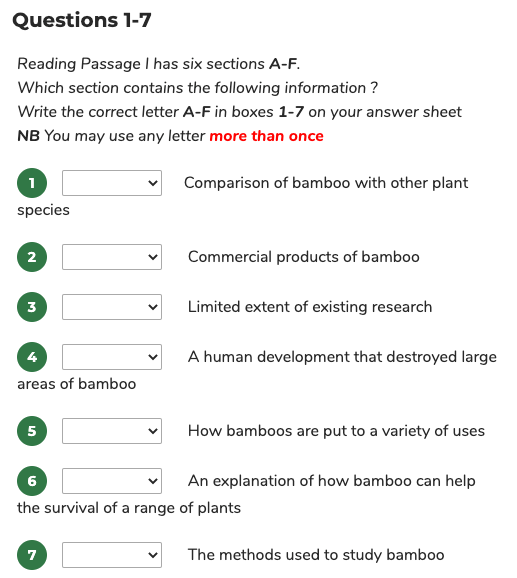 Questions 1-7
Reading Passage I has six sections A-F.
Which section contains the following information ?
Write the correct letter A-F in boxes 1-7 on your answer sheet
NB You may use any letter more than once
1 Comparison of bamboo with other plant
species
2 Commercial products of bamboo
3 Limited extent of existing research
4 A human development that destroyed large
areas of bamboo
5 How bamboos are put to a variety of uses
6 An explanation of how bamboo can help
the survival of a range of plants
7 The methods used to study bamboo